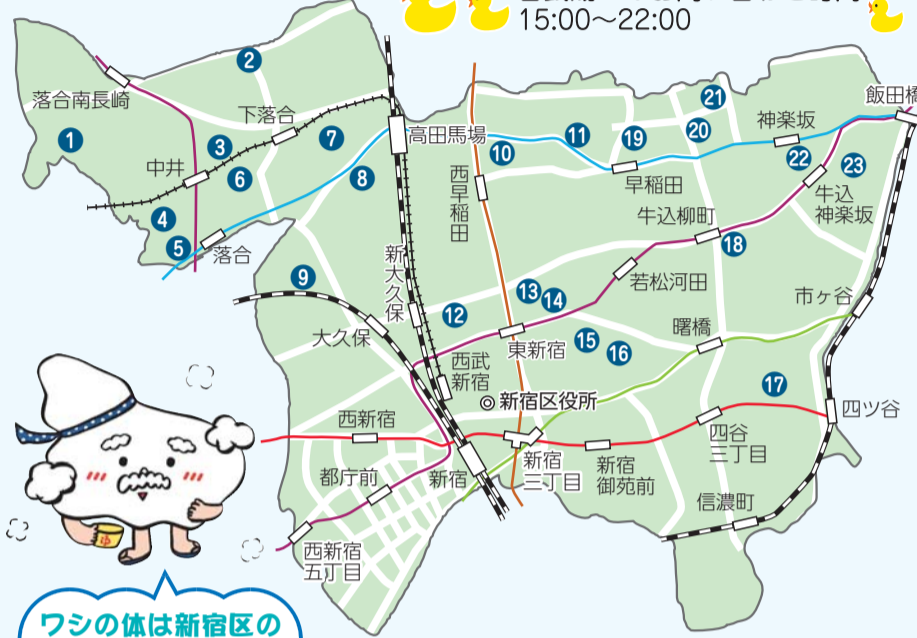 15:00～22:00
落合南長崎
下落合
中井
落合
高田馬場
西早稲田
早稲田
神楽坂
飯田橋
牛込
神楽坂
牛込柳町
若松河田
市ヶ谷
曙橋
新大久保
大久保
東新宿
西武
新宿
◎新宿区役所
西新宿
都庁前
新宿
新宿
三丁目
新宿
御苑前
四谷
三丁目
四ツ谷
信濃町
西新宿
五丁目
1
2
3
4
5
6
7
8
9
10
11
12
13
14
15
16
17
18
19
20
21
22
23
ゆ
ワシの体は新宿区の